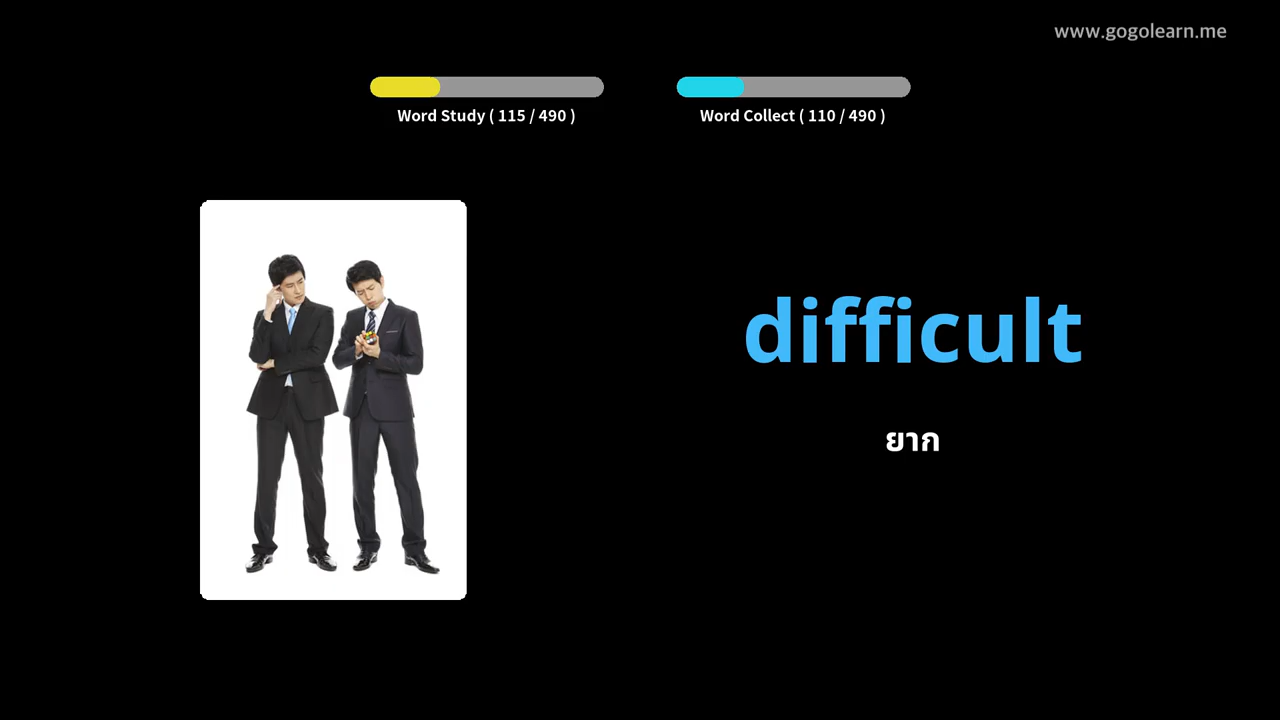 www.gogolearn.me
Word Study ( 115 / 490 )
Word Collect ( 110 / 490 )
difficult
ยาก